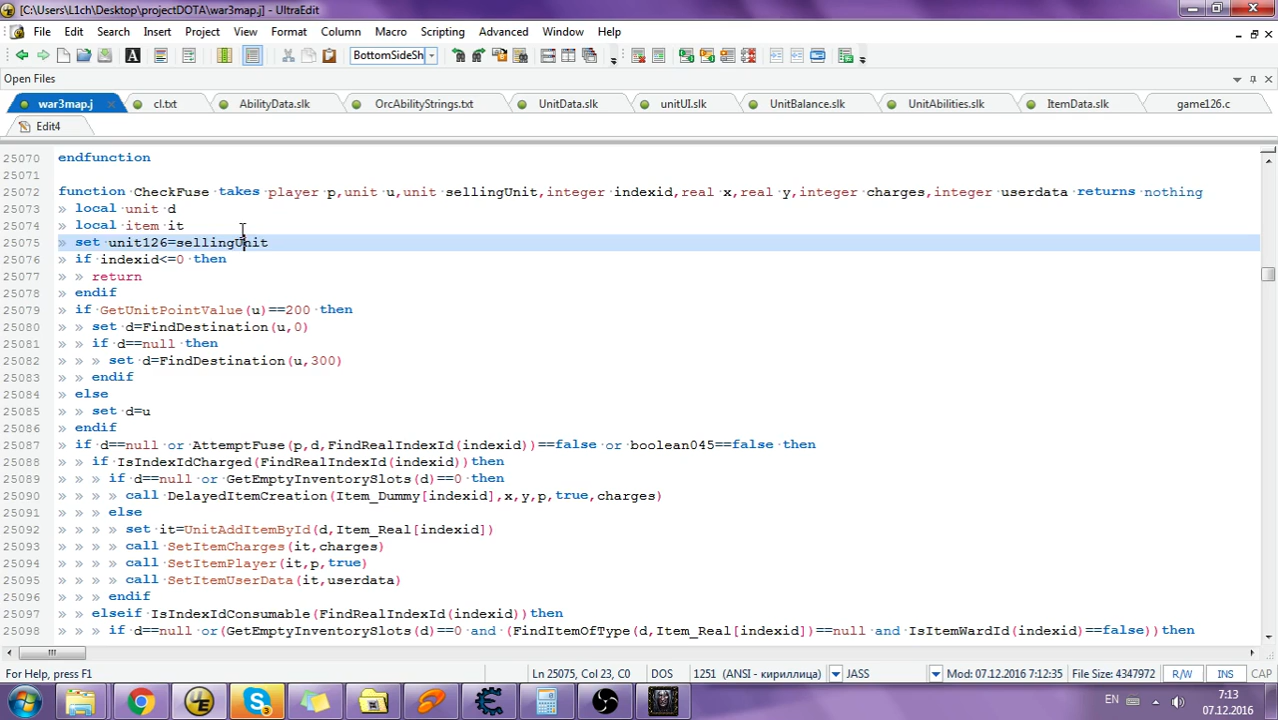 [C:\Users\L1ch\Desktop\projectDOTA\war3map.j] - UltraEdit
File Edit Search Insert Project View Format Column Macro Scripting Advanced Window Help
BottomSideSh
Open Files
war3map.j cl.txt AbilityData.slk OrcAbilityStrings.txt UnitData.slk unitUI.slk UnitBalance.slk UnitAbilities.slk ItemData.slk game126.c
Edit4
25070 endfunction
25071
25072 function CheckFuse takes player p,unit u,unit sellingUnit,integer indexid,real x,real y,integer charges,integer userdata returns nothing
25073 » local unit d
25074 » local item it
25075 » set unit126=sellingUnit
25076 » if indexid<=0 then
25077 » » return
25078 » endif
25079 » if GetUnitPointValue(u)==200 then
25080 » » set d=FindDestination(u,0)
25081 » » if d==null then
25082 » » » set d=FindDestination(u,300)
25083 » » endif
25084 » else
25085 » » set d=u
25086 » endif
25087 » if d==null or AttemptFuse(p,d,FindRealIndexId(indexid))==false or boolean045==false then
25088 » » if IsIndexIdCharged(FindRealIndexId(indexid))then
25089 » » » if d==null or GetEmptyInventorySlots(d)==0 then
25090 » » » » call DelayedItemCreation(Item_Dummy[indexid],x,y,p,true,charges)
25091 » » » else
25092 » » » » set it=UnitAddItemById(d,Item_Real[indexid])
25093 » » » » call SetItemCharges(it,charges)
25094 » » » » call SetItemPlayer(it,p,true)
25095 » » » » call SetItemUserData(it,userdata)
25096 » » » endif
25097 » » elseif IsIndexIdConsumable(FindRealIndexId(indexid))then
25098 » » » if d==null or(GetEmptyInventorySlots(d)==0 and (FindItemOfType(d,Item_Real[indexid])==null and IsItemWardId(indexid)==false))then
For Help, press F1 Ln 25075, Col 23, C0 DOS 1251 (ANSI - кириллица) JASS Mod: 07.12.2016 7:12:35 File Size: 4347972 R/W INS CAP
EN 7:13
07.12.2016